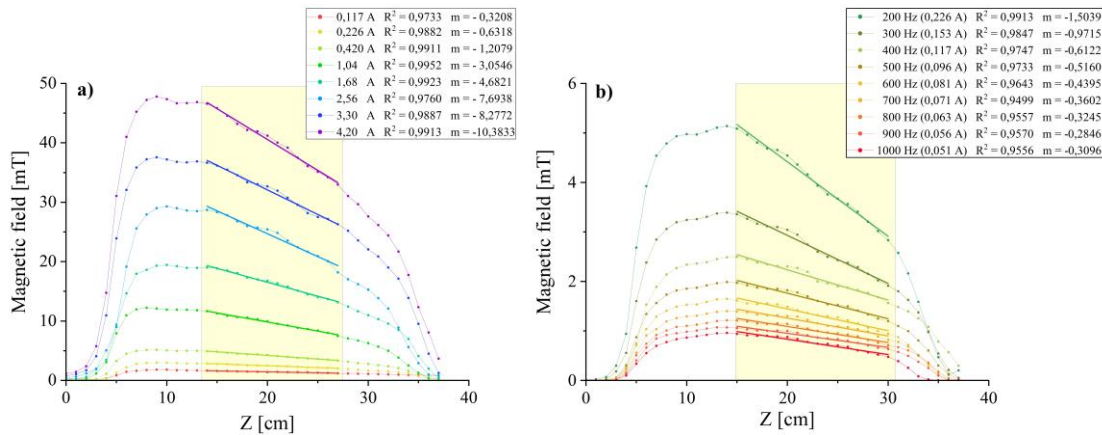 a)
0,117 A R² = 0,9733 m = - 0,3208
0,226 A R² = 0,9882 m = - 0,6318
0,420 A R² = 0,9911 m = - 1,2079
1,04 A R² = 0,9952 m = - 3,0546
1,68 A R² = 0,9923 m = - 4,6821
2,56 A R² = 0,9760 m = - 7,6938
3,30 A R² = 0,9887 m = - 8,2772
4,20 A R² = 0,9913 m = -10,3833
Magnetic field [mT]
50
40
30
20
10
0
0 10 20 30 40
Z [cm]
b)
200 Hz (0,226 A) R² = 0,9913 m = -1,5039
300 Hz (0.153 A) R² = 0,9847 m = -0,9715
400 Hz (0.117 A) R² = 0,9747 m = -0,6122
500 Hz (0,096 A) R² = 0,9733 m = -0,5160
600 Hz (0,081 A) R² = 0,9643 m = -0,4395
700 Hz (0,071 A) R² = 0,9499 m = -0,3602
800 Hz (0,063 A) R² = 0,9557 m = -0,3245
900 Hz (0,056 A) R² = 0,9570 m = -0,2846
1000 Hz (0,051 A) R² = 0,9556 m = -0,3096
Magnetic field [mT]
6
4
2
0
0 10 20 30 40
Z [cm]